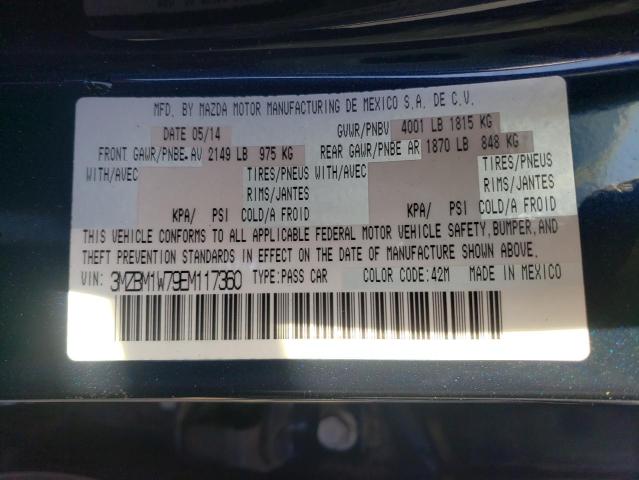 MFD. BY MAZDA MOTOR MANUFACTURING DE MEXICO S.A. DE C.V.
DATE 05/14 GVWR/PNBV 4001 LB 1815 KG
FRONT GAWR/PNBE AV 2149 LB 975 KG REAR GAWR/PNBE AR 1870 LB 848 KG
WITH/AVEC TIRES/PNEUS WITH/AVEC TIRES/PNEUS
RIMS/JANTES RIMS/JANTES
KPA/ PSI COLD/A FROID KPA/ PSI COLD/A FROID
THIS VEHICLE CONFORMS TO ALL APPLICABLE FEDERAL MOTOR VEHICLE SAFETY, BUMPER, AND
THEFT PREVENTION STANDARDS IN EFFECT ON THE DATE OF MANUFACTURE SHOWN ABOVE.
VIN: 3MZBM1W79EM117360 TYPE:PASS CAR COLOR CODE:42M MADE IN MEXICO